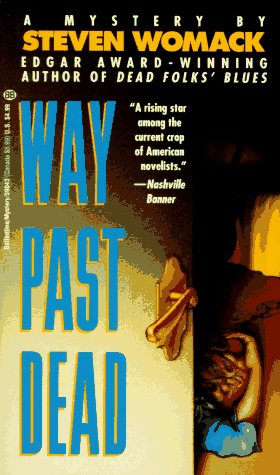 A MYSTERY BY
STEVEN WOMACK
EDGAR AWARD-WINNING
AUTHOR OF DEAD FOLKS' BLUES
WAY
PAST
DEAD
"A rising star
among the
current crop
of American
novelists."
—Nashville
Banner
BB